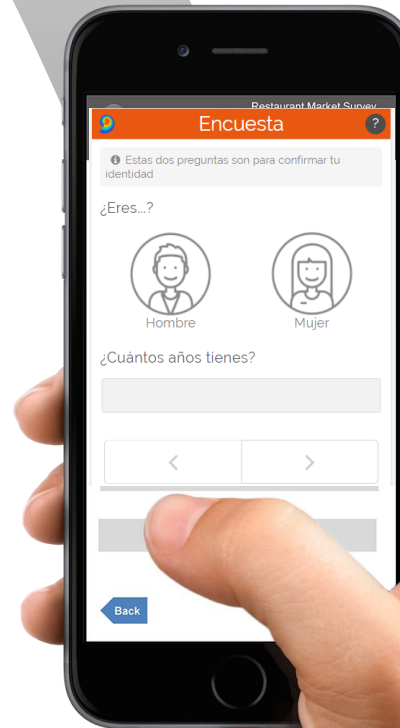 Restaurant Market Survey
Encuesta
?
Estas dos preguntas son para confirmar tu
identidad
¿Eres...?
Hombre
Mujer
¿Cuántos años tienes?
Back